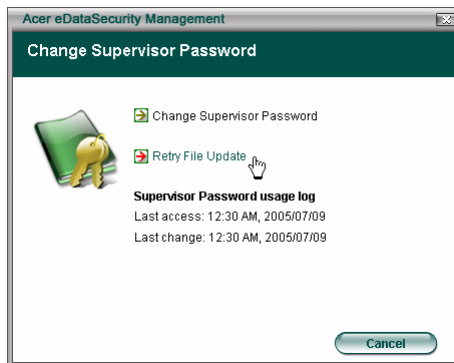 Acer eDataSecurity Management
Change Supervisor Password
Change Supervisor Password
Retry File Update
Supervisor Password usage log
Last access: 12:30 AM, 2005/07/09
Last change: 12:30 AM, 2005/07/09
Cancel